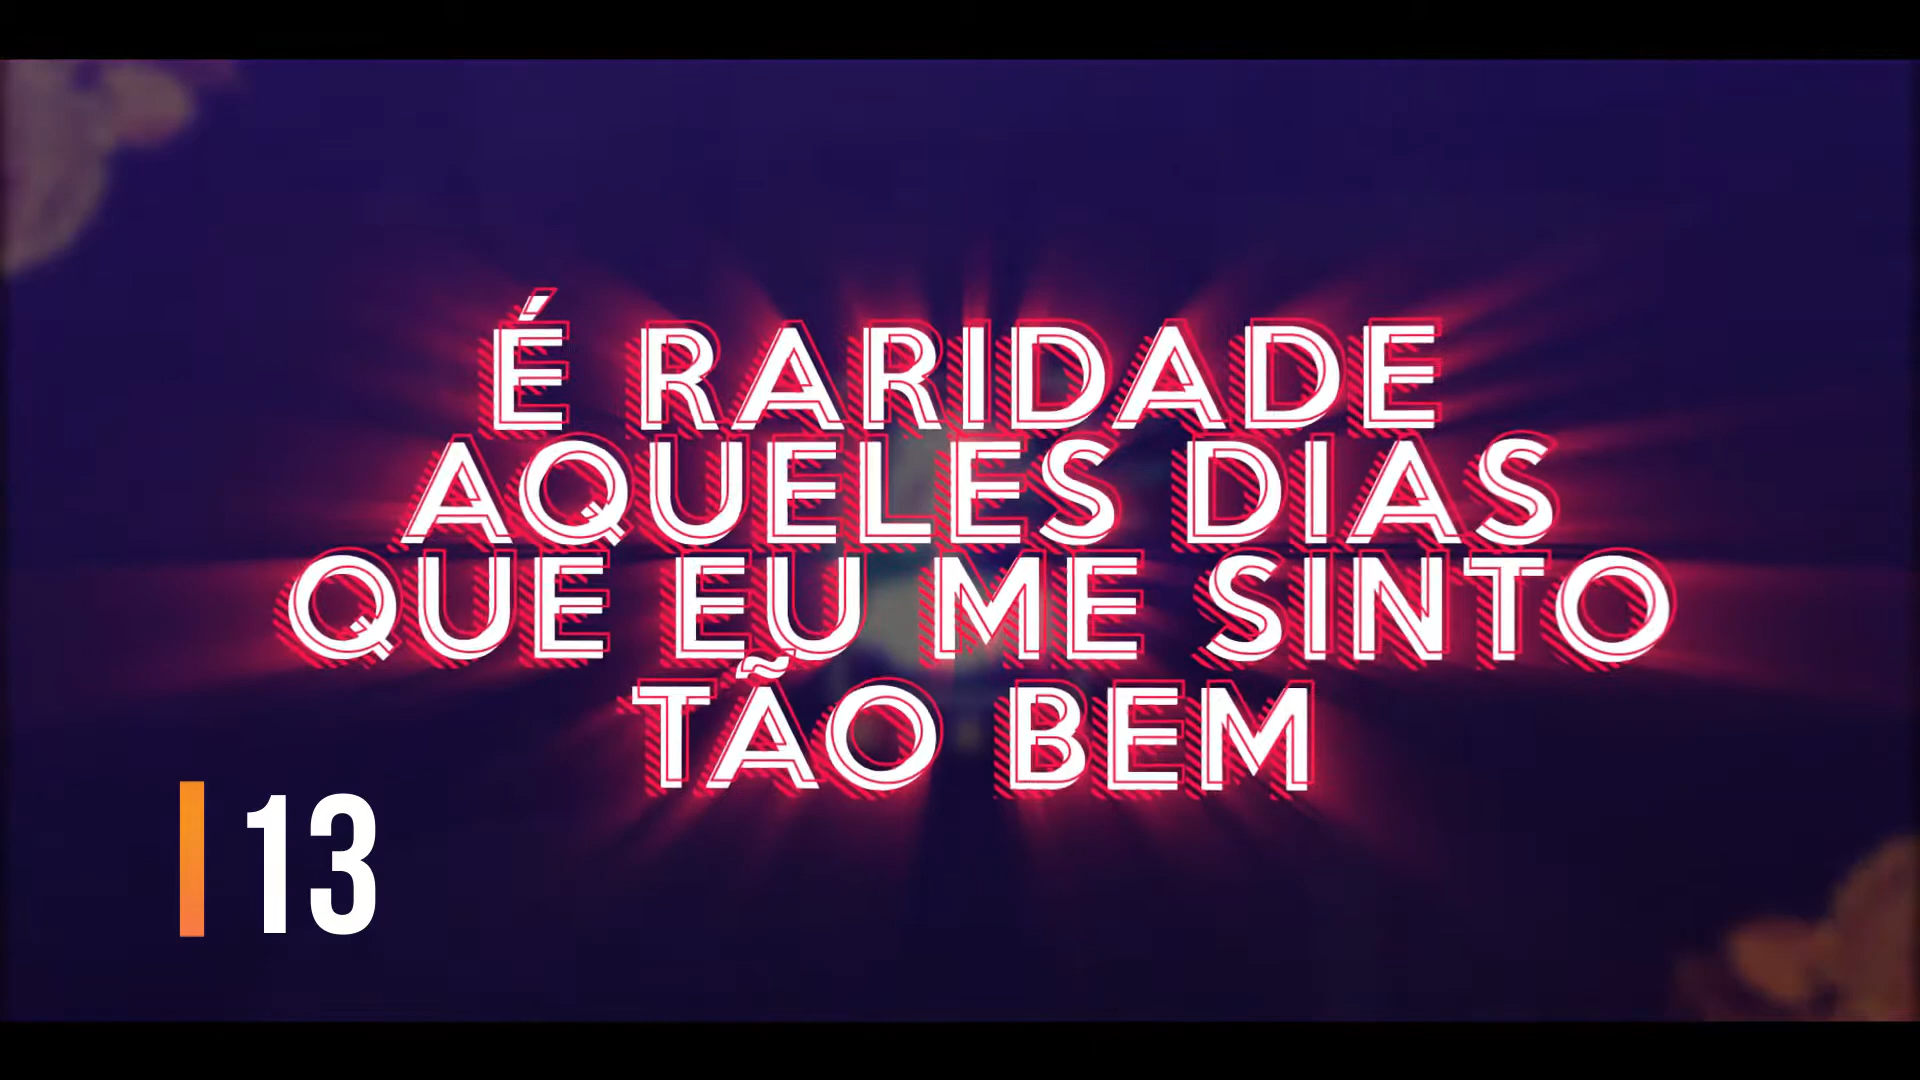 É RARIDADE
AQUELES DIAS
QUE EU ME SINTO
TÃO BEM
13